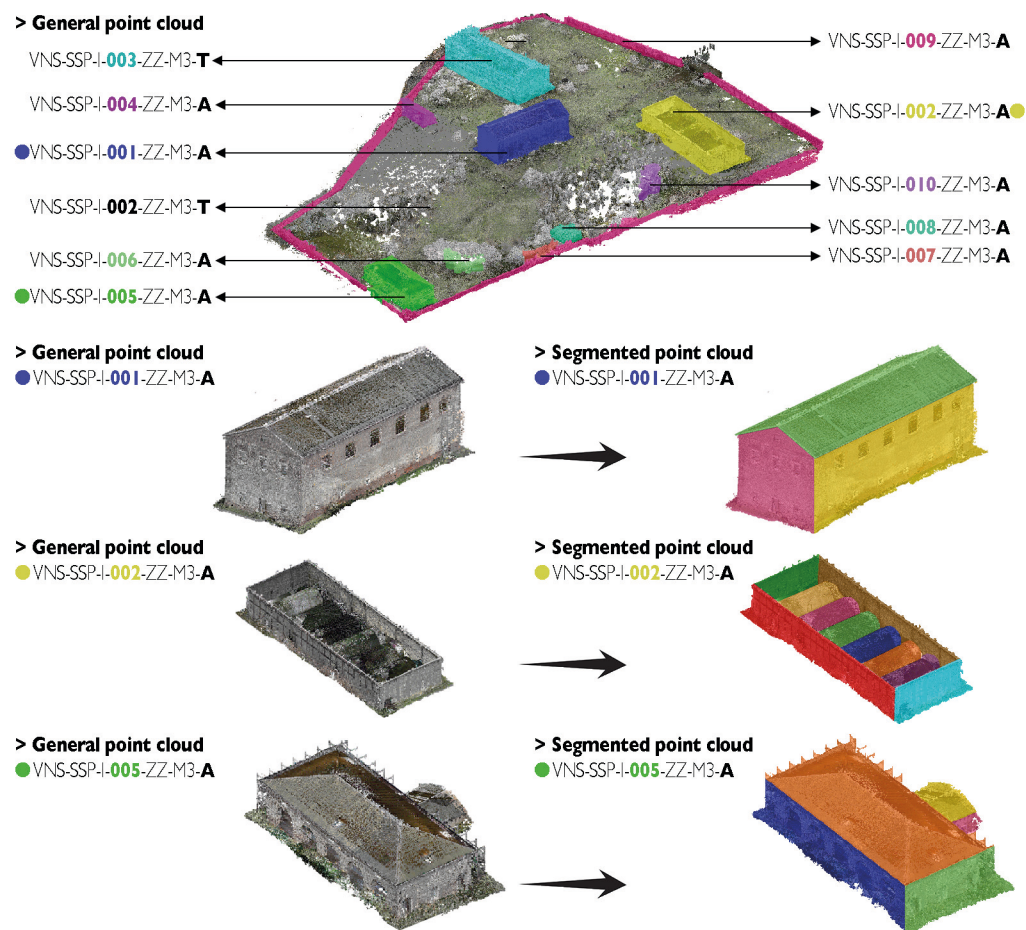 > General point cloud
VNS-SSP-I-003-ZZ-M3-T
VNS-SSP-I-004-ZZ-M3-A
VNS-SSP-I-001-ZZ-M3-A
VNS-SSP-I-002-ZZ-M3-T
VNS-SSP-I-006-ZZ-M3-A
VNS-SSP-I-005-ZZ-M3-A
VNS-SSP-I-009-ZZ-M3-A
VNS-SSP-I-002-ZZ-M3-A
VNS-SSP-I-010-ZZ-M3-A
VNS-SSP-I-008-ZZ-M3-A
VNS-SSP-I-007-ZZ-M3-A
> General point cloud
VNS-SSP-I-001-ZZ-M3-A
> Segmented point cloud
VNS-SSP-I-001-ZZ-M3-A
> General point cloud
VNS-SSP-I-002-ZZ-M3-A
> Segmented point cloud
VNS-SSP-I-002-ZZ-M3-A
> General point cloud
VNS-SSP-I-005-ZZ-M3-A
> Segmented point cloud
VNS-SSP-I-005-ZZ-M3-A